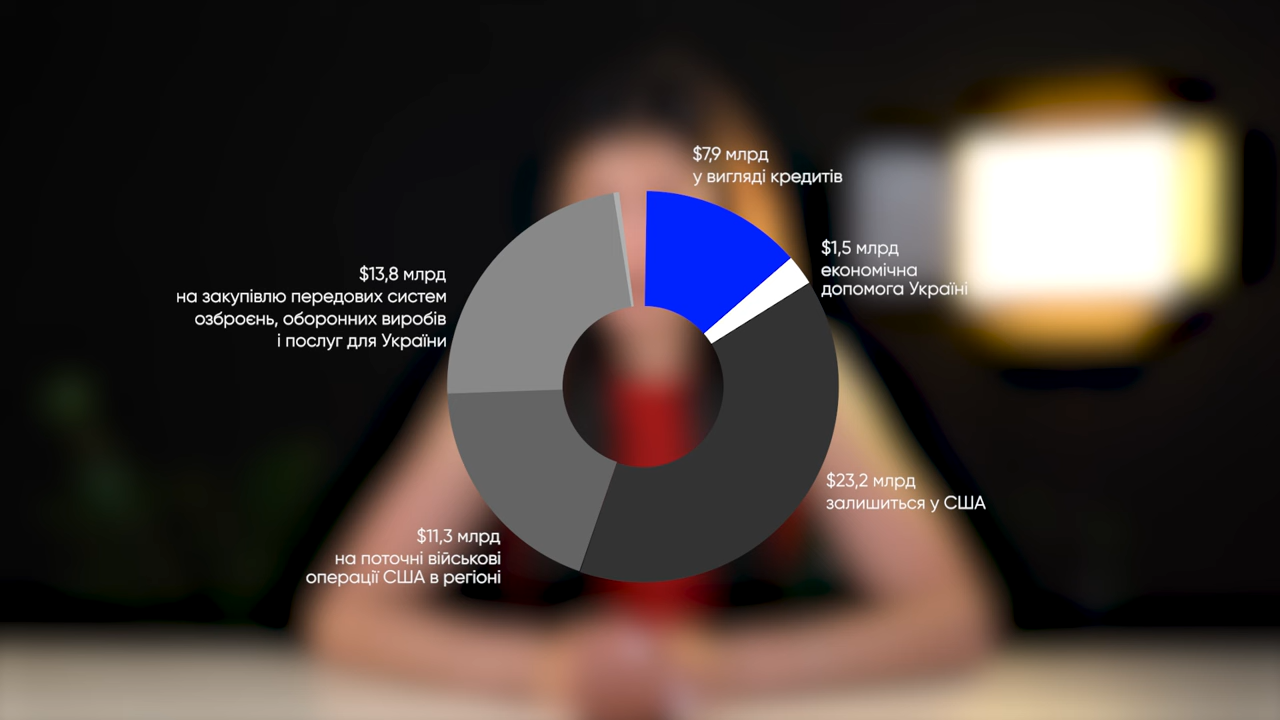 $7,9 млрд
у вигляді кредитів
$1,5 млрд
економічна
допомога Україні
$13,8 млрд
на закупівлю передових систем
озброєнь, оборонних виробів
і послуг для України
$23,2 млрд
залишиться у США
$11,3 млрд
на поточні військові
операції США в регіоні